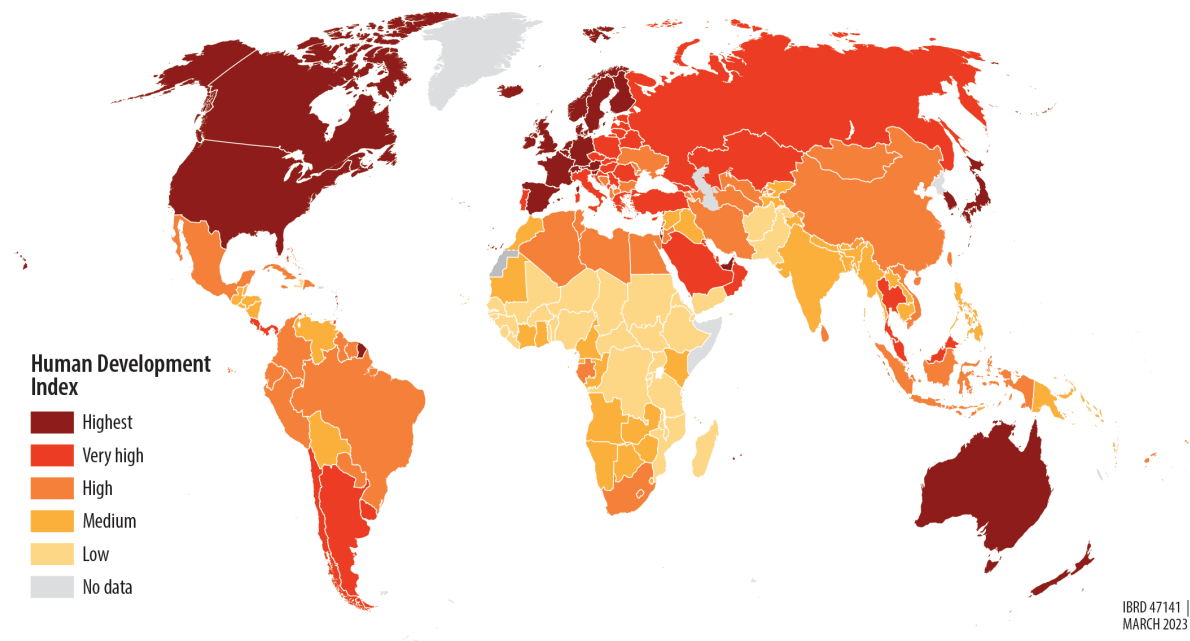 Human Development
Index
Highest
Very high
High
Medium
Low
No data
IBRD 47141 |
MARCH 2023